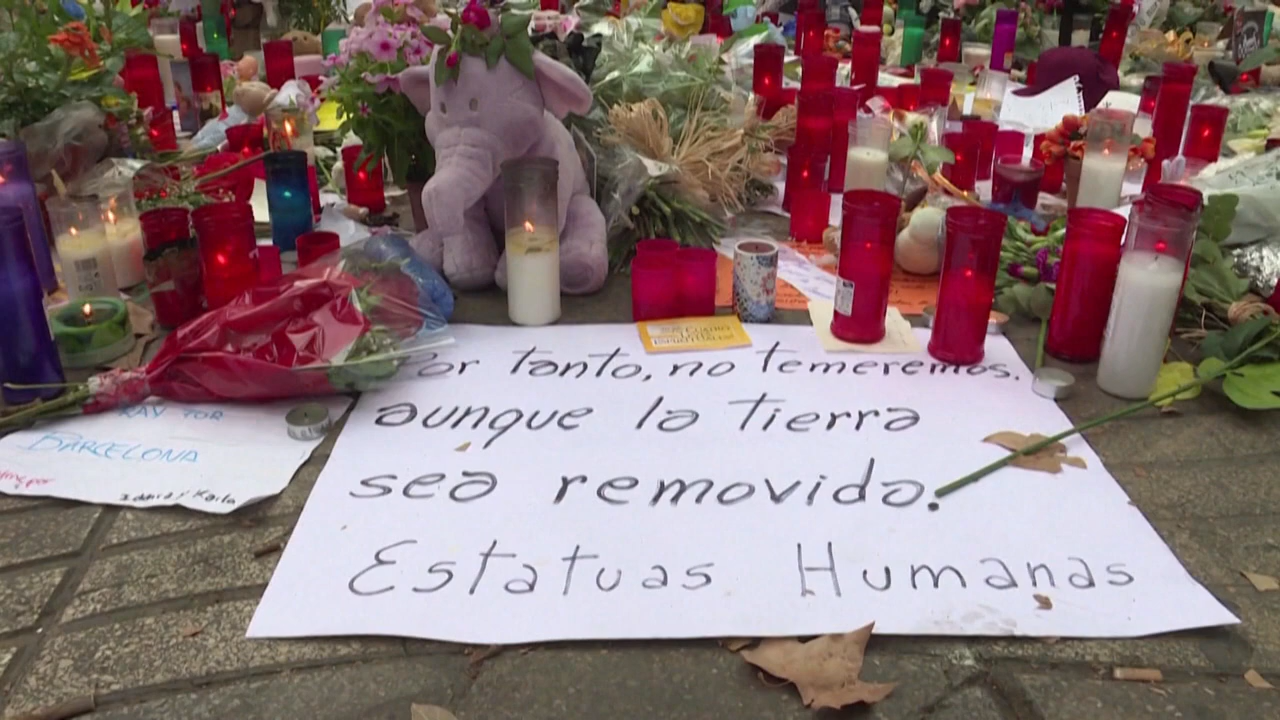 Por tanto, no temeremos.
aunque la tierra
sea removida.
Estatuas Humanas
BARCELONA